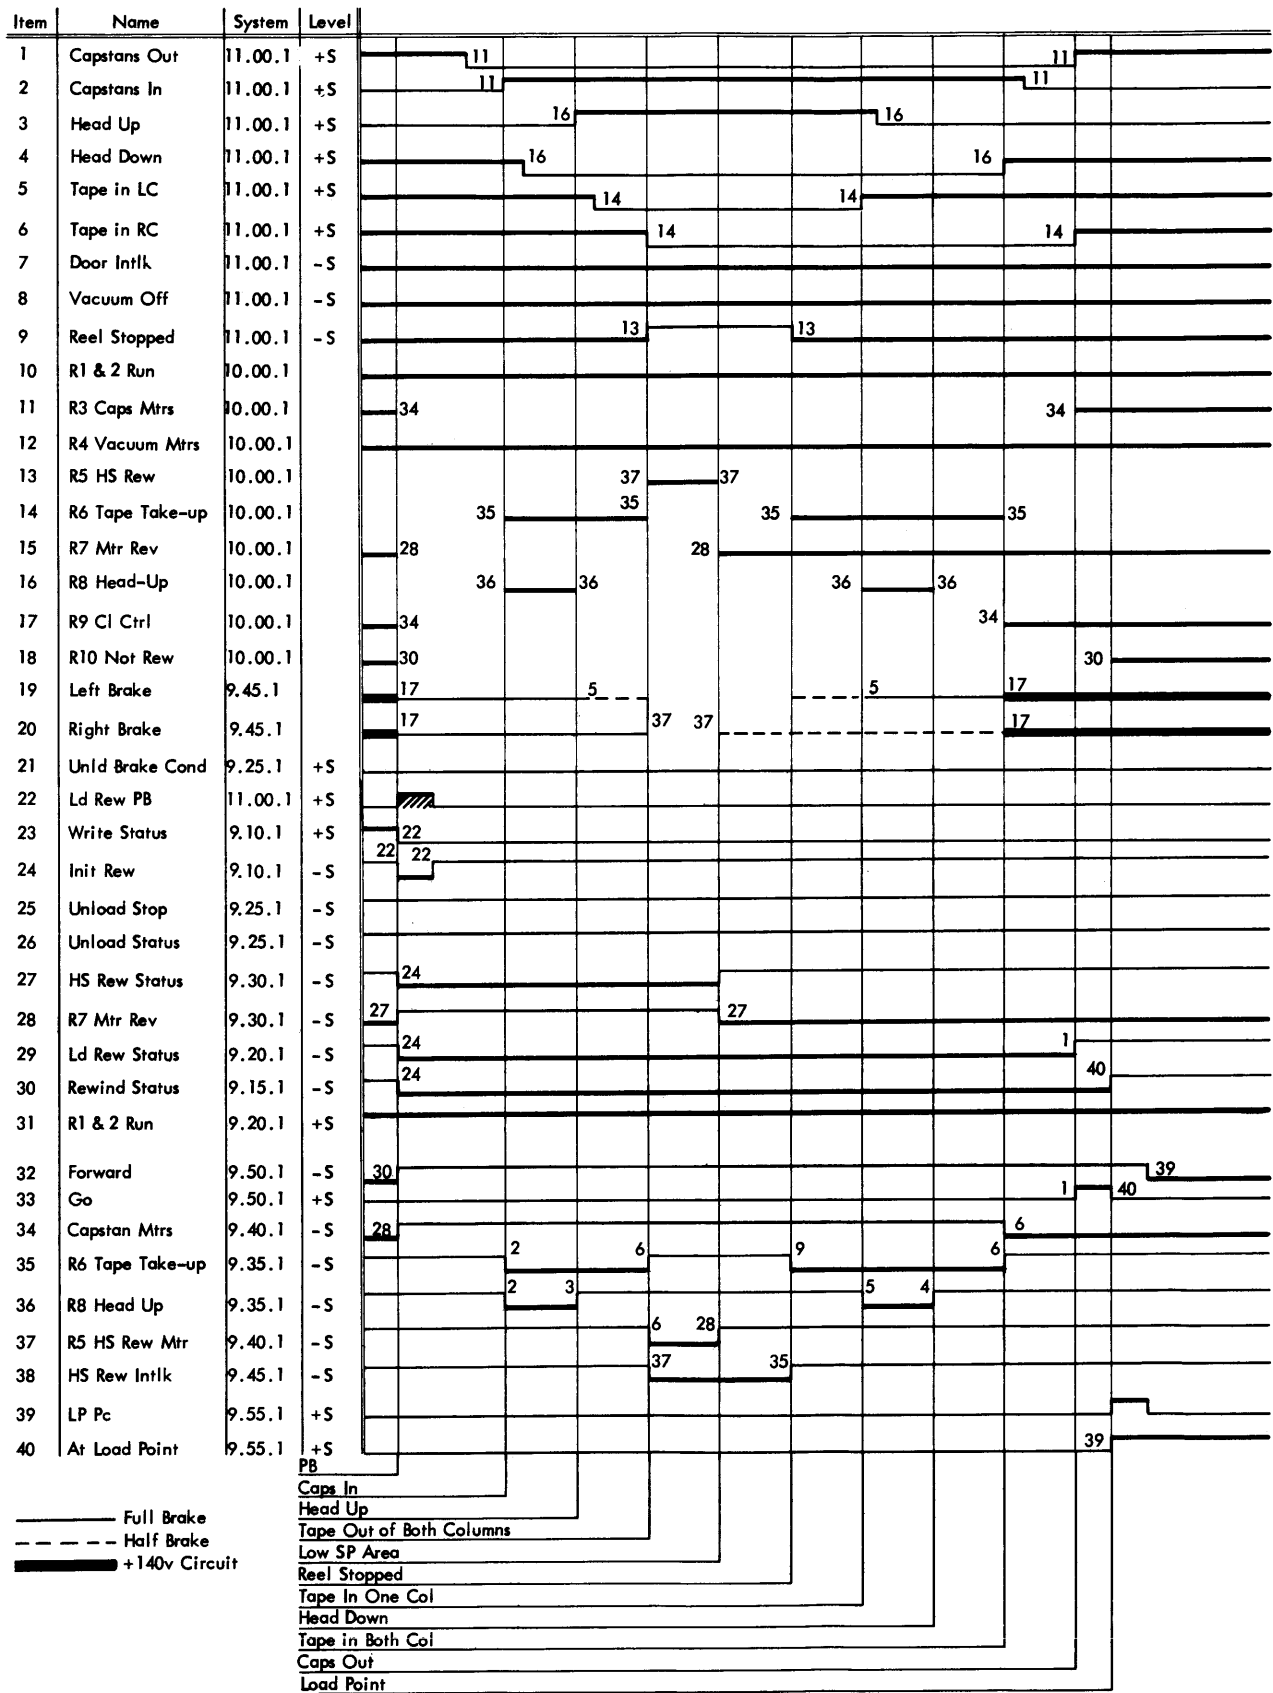 Item Name System Level
1 Capstans Out 11.00.1 +S 11 11
2 Capstans In 11.00.1 +S 11 11
3 Head Up 11.00.1 +S 16 16
4 Head Down 11.00.1 +S 16 16
5 Tape in LC 11.00.1 +S 14 14
6 Tape in RC 11.00.1 +S 14 14
7 Door Intlk 11.00.1 -S
8 Vacuum Off 11.00.1 -S
9 Reel Stopped 11.00.1 -S 13 13
10 R1 & 2 Run 10.00.1
11 R3 Caps Mtrs 10.00.1 34 34
12 R4 Vacuum Mtrs 10.00.1
13 R5 HS Rew 10.00.1 37 37
14 R6 Tape Take-up 10.00.1 35 35 35 35
15 R7 Mtr Rev 10.00.1 28 28
16 R8 Head-Up 10.00.1 36 36 36 36
17 R9 Cl Ctrl 10.00.1 34 34
18 R10 Not Rew 10.00.1 30 30
19 Left Brake 9.45.1 17 5 5 17
20 Right Brake 9.45.1 17 37 37 17
21 Unld Brake Cond 9.25.1 +S
22 Ld Rew PB 11.00.1 +S
23 Write Status 9.10.1 +S 22
24 Init Rew 9.10.1 -S 22 22
25 Unload Stop 9.25.1 -S
26 Unload Status 9.25.1 -S
27 HS Rew Status 9.30.1 -S 24
28 R7 Mtr Rev 9.30.1 -S 27 27
29 Ld Rew Status 9.20.1 -S 24 1
30 Rewind Status 9.15.1 -S 24 40
31 R1 & 2 Run 9.20.1 +S
32 Forward 9.50.1 -S 30 39
33 Go 9.50.1 +S 1 40
34 Capstan Mtrs 9.40.1 -S 28 6
35 R6 Tape Take-up 9.35.1 -S 2 6 9 6
36 R8 Head Up 9.35.1 -S 2 3 5 4
37 R5 HS Rew Mtr 9.40.1 -S 6 28
38 HS Rew Intlk 9.45.1 -S 37 35
39 LP Pc 9.55.1 +S
40 At Load Point 9.55.1 +S 39
PB
Caps In
Head Up
Tape Out of Both Columns
Low SP Area
Reel Stopped
Tape In One Col
Head Down
Tape in Both Col
Caps Out
Load Point
Full Brake
Half Brake
+140v Circuit